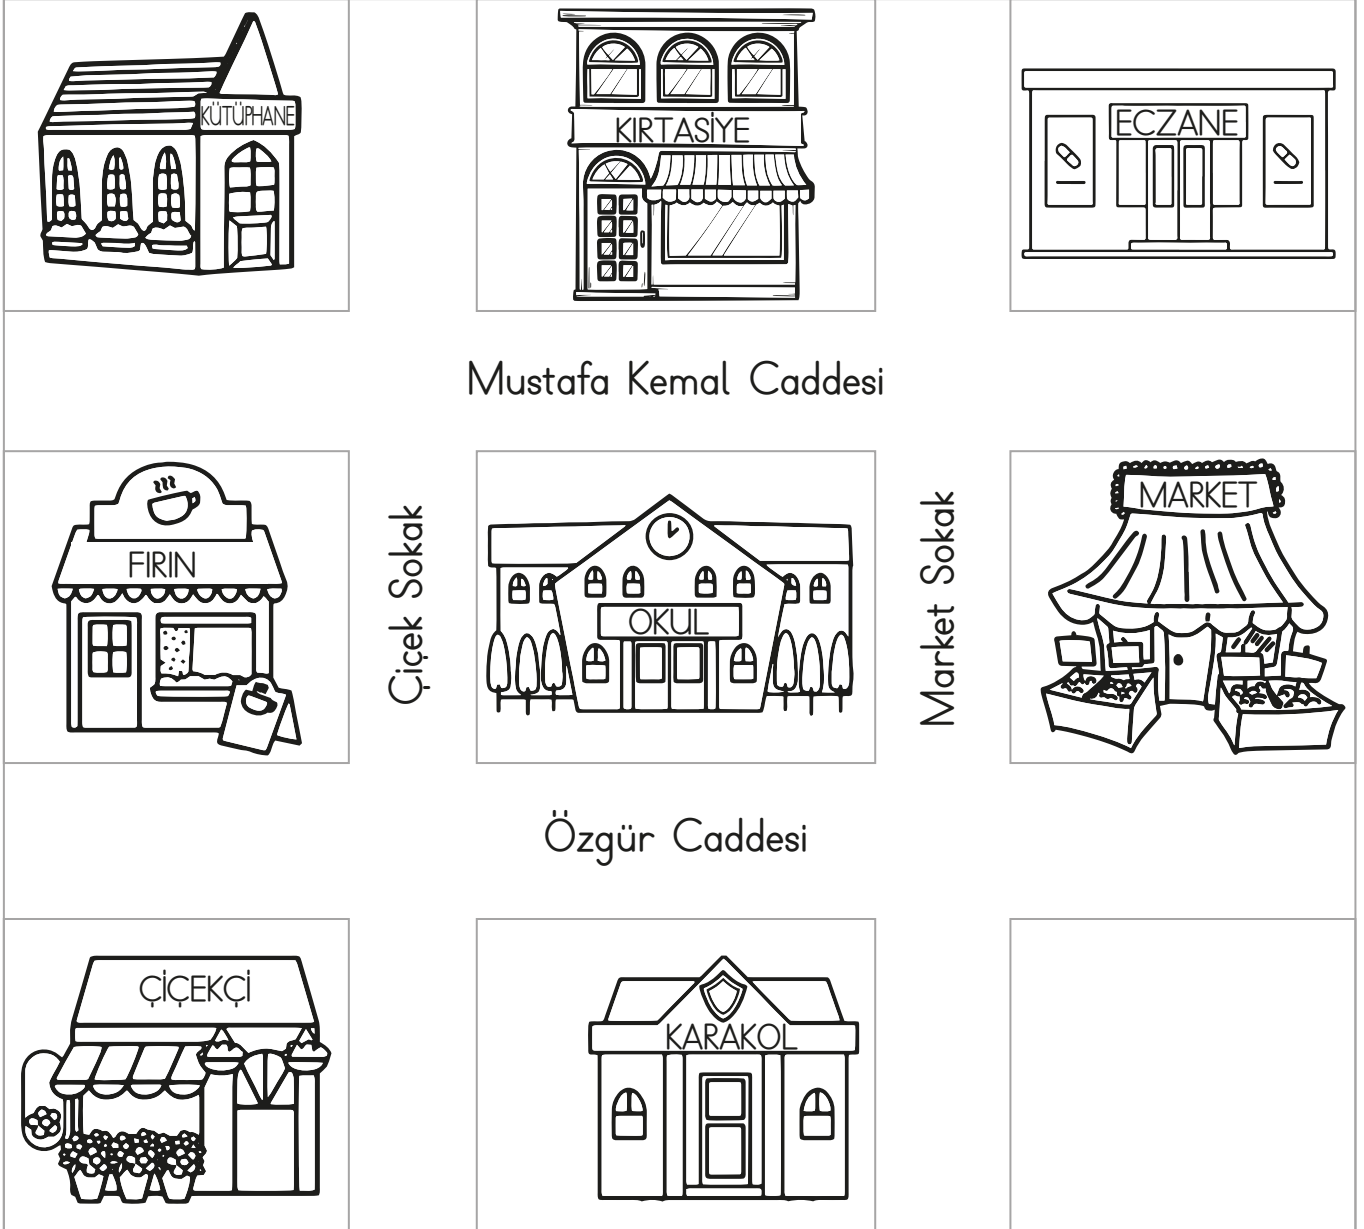 KÜTÜPHANE
KIRTASİYE
ECZANE
Mustafa Kemal Caddesi
FIRIN
Çiçek Sokak
OKUL
Market Sokak
MARKET
Özgür Caddesi
ÇİÇEKÇİ
KARAKOL